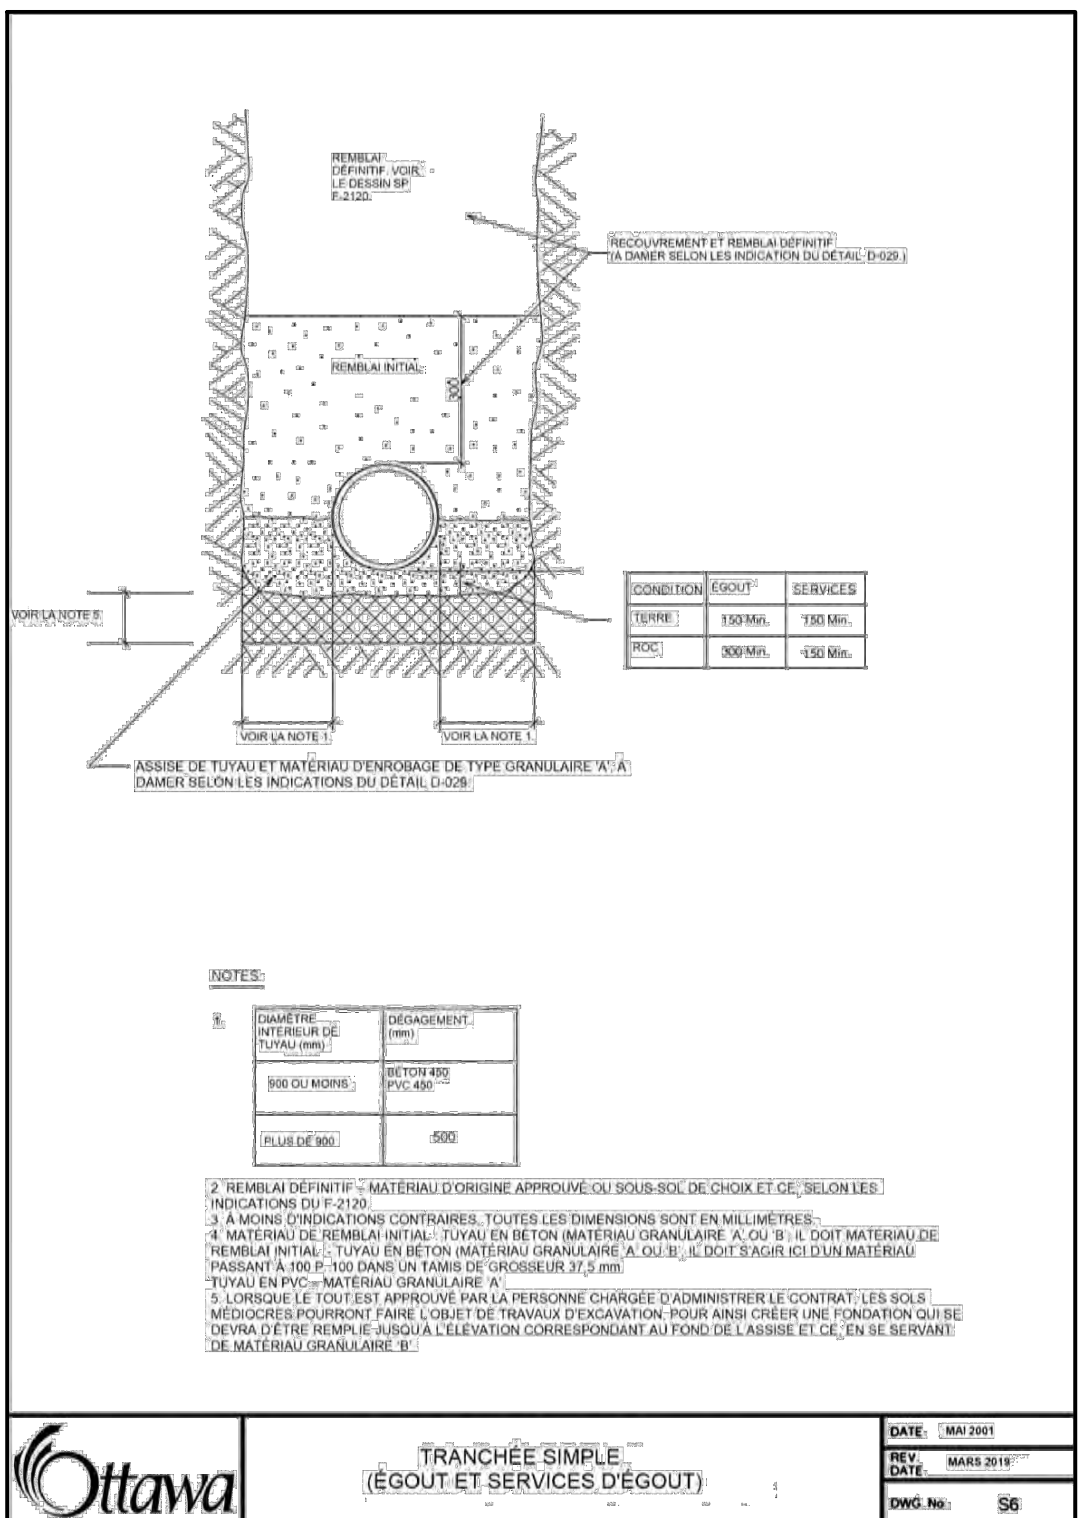 REMBLAI
DÉFINITIF. VOIR
LE DESSIN SP
F-2120.
RECOUVREMENT ET REMBLAI DÉFINITIF
(À DAMER SELON LES INDICATION DU DÉTAIL D-029.)
REMBLAI INITIAL
300
CONDITION ÉGOUT SERVICES
TERRE 150 Min. 150 Min.
ROC 300 Min. 150 Min.
VOIR LA NOTE 5
VOIR LA NOTE 1. VOIR LA NOTE 1.
ASSISE DE TUYAU ET MATÉRIAU D'ENROBAGE DE TYPE GRANULAIRE 'A', À
DAMER SELON LES INDICATIONS DU DÉTAIL D-029.
NOTES:
1.
DIAMÈTRE
INTÉRIEUR DE
TUYAU (mm)
DÉGAGEMENT
(mm)
900 OU MOINS
BÉTON 450
PVC 450
PLUS DE 900 500
2. REMBLAI DÉFINITIF – MATÉRIAU D'ORIGINE APPROUVÉ OU SOUS-SOL DE CHOIX ET CE, SELON LES
INDICATIONS DU F-2120.
3. À MOINS D'INDICATIONS CONTRAIRES, TOUTES LES DIMENSIONS SONT EN MILLIMÈTRES.
4. MATÉRIAU DE REMBLAI INITIAL : TUYAU EN BÉTON (MATÉRIAU GRANULAIRE 'A' OU 'B', IL DOIT MATÉRIAU DE
REMBLAI INITIAL : - TUYAU EN BÉTON (MATÉRIAU GRANULAIRE 'A' OU 'B', IL DOIT S'AGIR ICI D'UN MATÉRIAU
PASSANT À 100 P. 100 DANS UN TAMIS DE GROSSEUR 37,5 mm
TUYAU EN PVC – MATÉRIAU GRANULAIRE 'A'
5. LORSQUE LE TOUT EST APPROUVÉ PAR LA PERSONNE CHARGÉE D'ADMINISTRER LE CONTRAT, LES SOLS
MÉDIOCRES POURRONT FAIRE L'OBJET DE TRAVAUX D'EXCAVATION, POUR AINSI CRÉER UNE FONDATION QUI SE
DEVRA D'ÊTRE REMPLIE JUSQU'À L'ÉLÉVATION CORRESPONDANT AU FOND DE L'ASSISE ET CE, EN SE SERVANT
DE MATÉRIAU GRANULAIRE 'B'
Ottawa
TRANCHÉE SIMPLE
(ÉGOUT ET SERVICES D'ÉGOUT)
DATE: MAI 2001
REV.
DATE: MARS 2019
DWG. No: S6